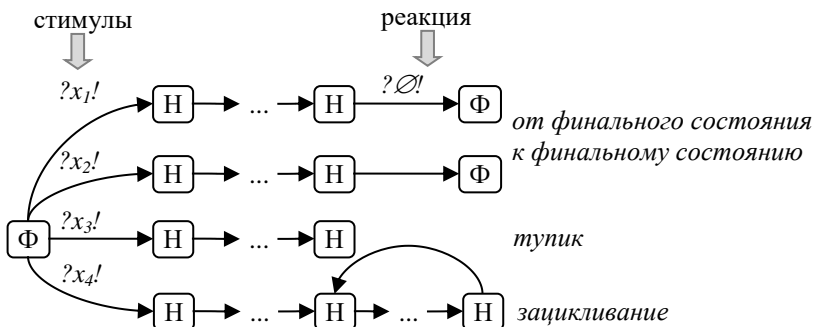 стимулы реакция
?x₁! ?∅!
Н ... Н Ф
от финального состояния
к финальному состоянию
?x₂!
Н ... Н Ф
?x₃!
Ф Н ... Н тупик
?x₄!
Н ... Н ... Н зацикливание